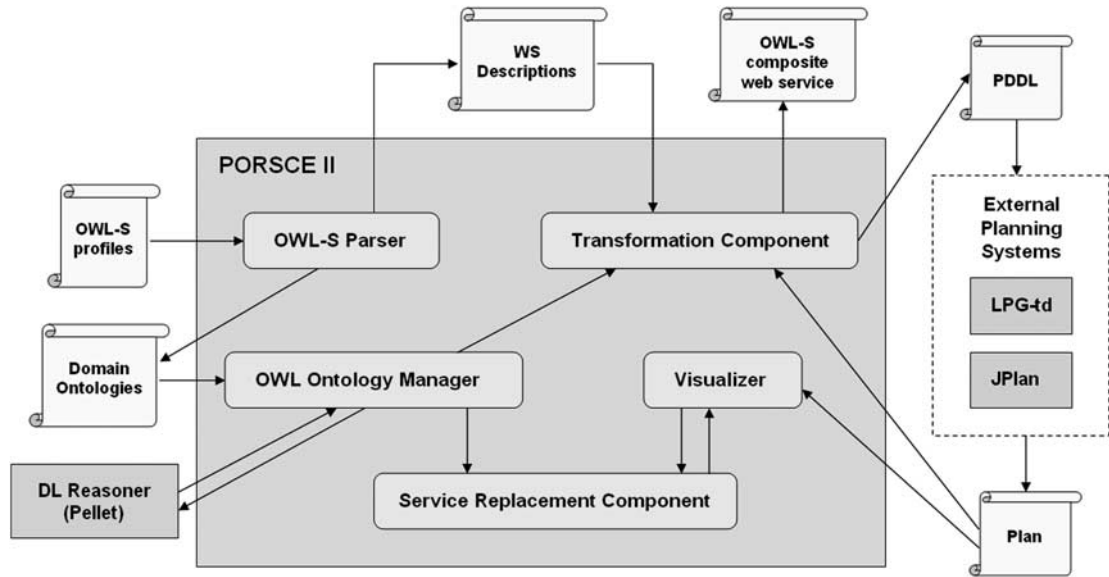 WS
Descriptions
OWL-S
composite
web service
PDDL
PORSCE II
OWL-S
profiles
OWL-S Parser
Transformation Component
External
Planning
Systems
LPG-td
JPlan
Domain
Ontologies
OWL Ontology Manager
Visualizer
DL Reasoner
(Pellet)
Service Replacement Component
Plan